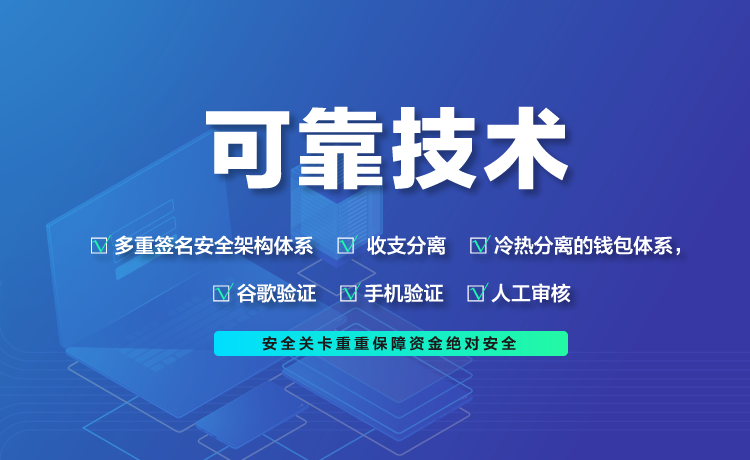 可靠技术
多重签名安全架构体系 收支分离 冷热分离的钱包体系，
谷歌验证 手机验证 人工审核
安全关卡重重保障资金绝对安全